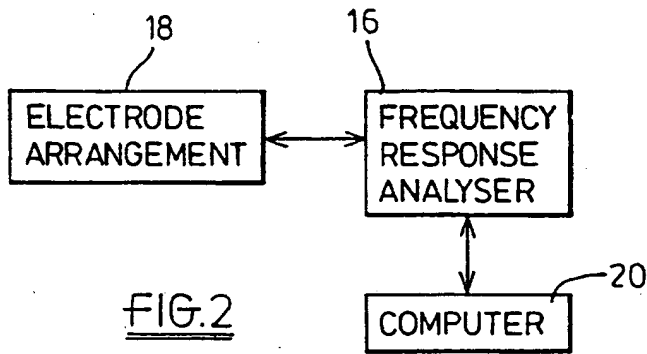 18
16
ELECTRODE
ARRANGEMENT
FREQUENCY
RESPONSE
ANALYSER
20
COMPUTER
FIG.2